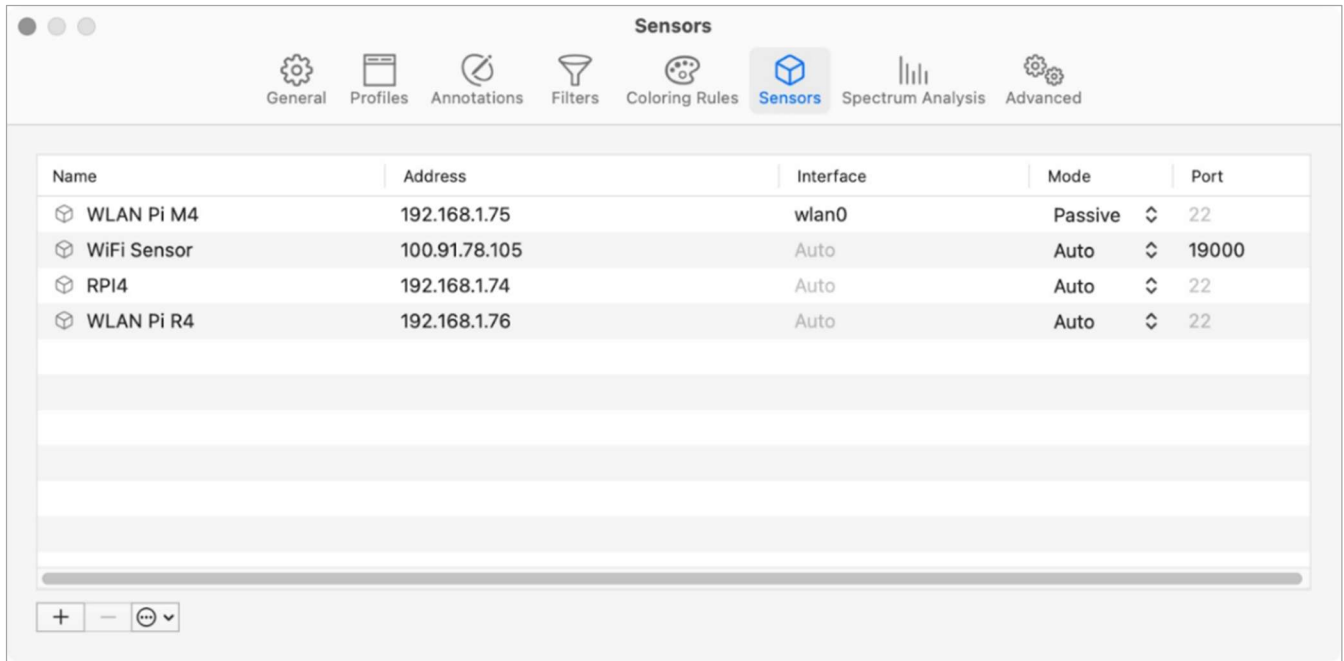 Sensors
General Profiles Annotations Filters Coloring Rules Sensors Spectrum Analysis Advanced
Name Address Interface Mode Port
WLAN Pi M4 192.168.1.75 wlan0 Passive 22
WiFi Sensor 100.91.78.105 Auto Auto 19000
RPI4 192.168.1.74 Auto Auto 22
WLAN Pi R4 192.168.1.76 Auto Auto 22